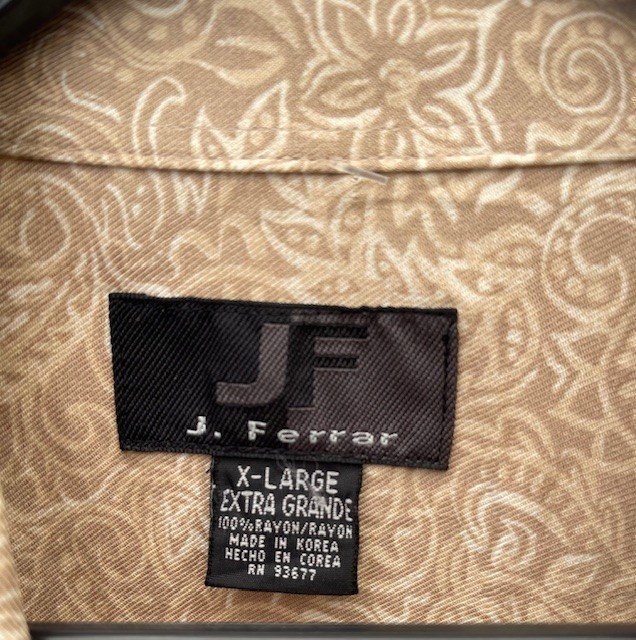 JF
J. Ferrar
X-LARGE
EXTRA GRANDE
100%RAYON/RAYON
MADE IN KOREA
HECHO EN COREA
RN 93677